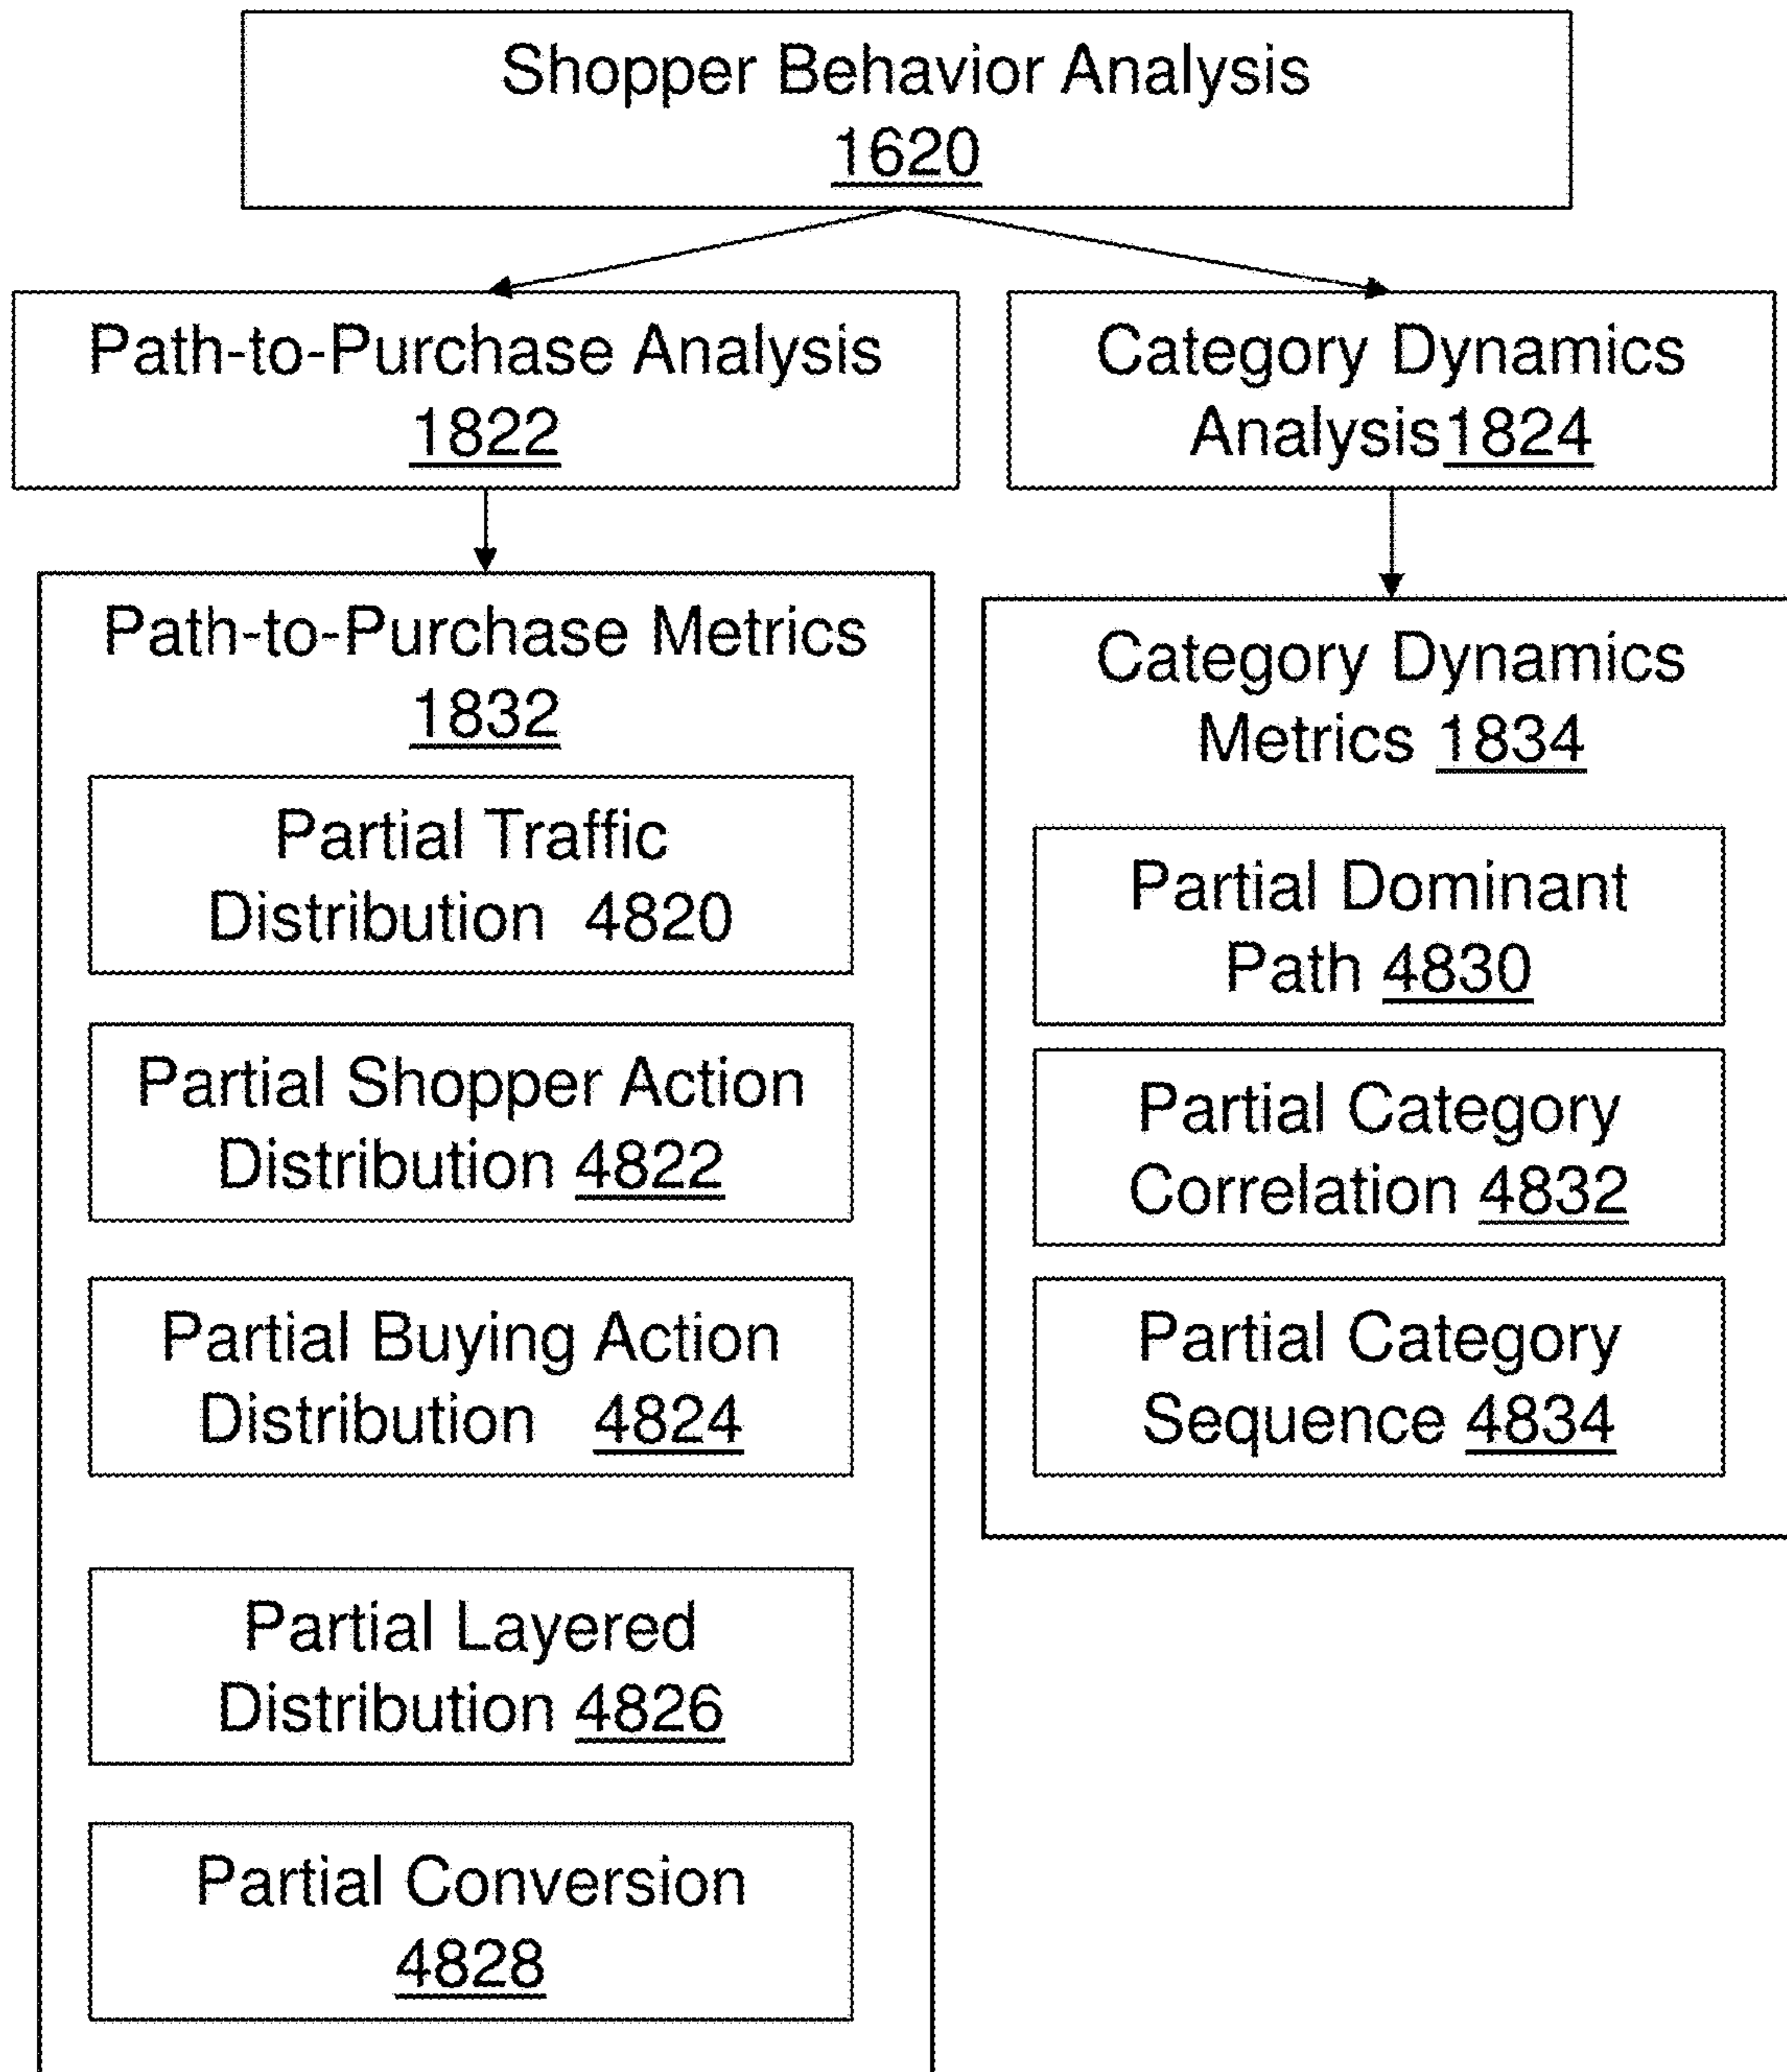 Shopper Behavior Analysis
1620
Path-to-Purchase Analysis
1822
Category Dynamics
Analysis1824
Path-to-Purchase Metrics
1832
Partial Traffic
Distribution 4820
Partial Shopper Action
Distribution 4822
Partial Buying Action
Distribution 4824
Partial Layered
Distribution 4826
Partial Conversion
4828
Category Dynamics
Metrics 1834
Partial Dominant
Path 4830
Partial Category
Correlation 4832
Partial Category
Sequence 4834